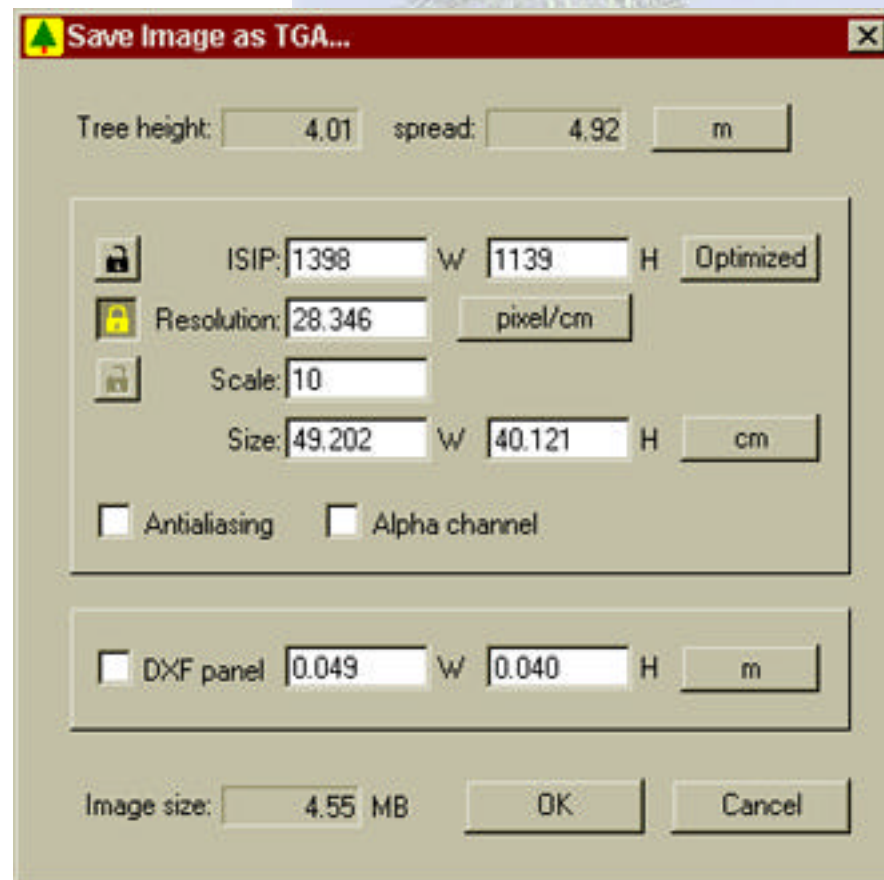 Save Image as TGA...
Tree height: 4.01 spread: 4.92 m
ISIP: 1398 W 1139 H Optimized
Resolution: 28.346 pixel/cm
Scale: 10
Size: 49.202 W 40.121 H cm
Antialiasing Alpha channel
DXF panel 0.049 W 0.040 H m
Image size: 4.55 MB OK Cancel